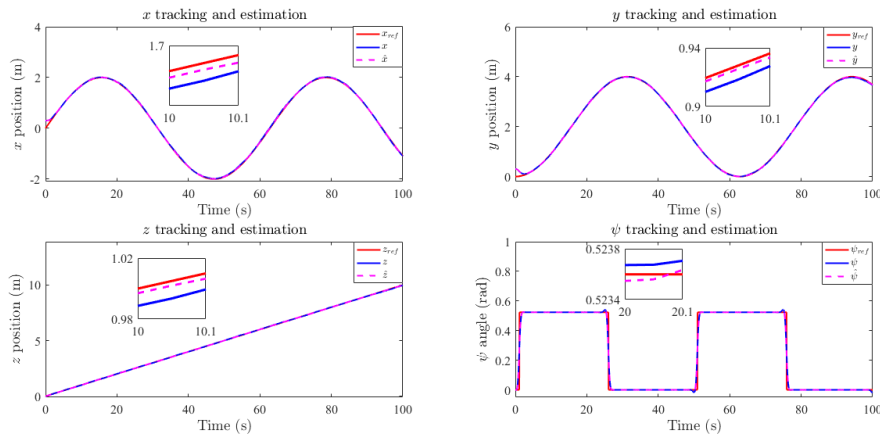 x tracking and estimation
4
2
0
-2
x position (m)
1.7
10
10.1
x_ref
x
x̂
0
20
40
60
80
100
Time (s)
y tracking and estimation
6
4
2
0
y position (m)
0.94
0.9
10
10.1
y_ref
y
ŷ
0
20
40
60
80
100
Time (s)
z tracking and estimation
10
5
0
z position (m)
1.02
0.98
10
10.1
z_ref
z
ẑ
0
20
40
60
80
100
Time (s)
ψ tracking and estimation
1
0.8
0.6
0.4
0.2
0
ψ angle (rad)
0.5238
0.5234
20
20.1
ψ_ref
ψ
ψ̂
0
20
40
60
80
100
Time (s)